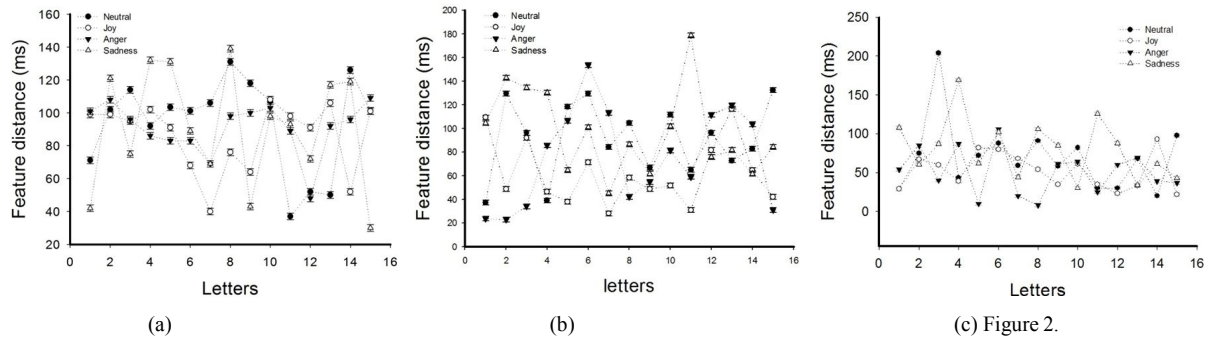 Neutral
Joy
Anger
Sadness
160
140
120
100
80
60
40
20
0 2 4 6 8 10 12 14 16
Feature distance (ms)
Letters
(a)
Neutral
Joy
Anger
Sadness
200
180
160
140
120
100
80
60
40
20
0
0 2 4 6 8 10 12 14 16
Feature distance (ms)
letters
(b)
Neutral
Joy
Anger
Sadness
250
200
150
100
50
0
0 2 4 6 8 10 12 14 16
Feature distance (ms)
Letters
(c) Figure 2.